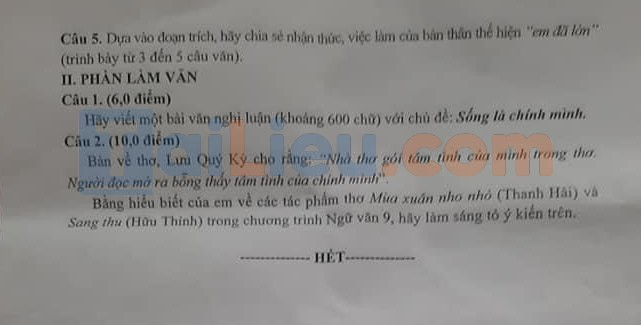 Câu 5. Dựa vào đoạn trích, hãy chia sẻ nhận thức, việc làm của bản thân thể hiện "em đã lớn"
(trình bày từ 3 đến 5 câu văn).
II. PHẦN LÀM VĂN
Câu 1. (6,0 điểm)
Hãy viết một bài văn nghị luận (khoảng 600 chữ) với chủ đề: Sống là chính mình.
Câu 2. (10,0 điểm)
Bàn về thơ, Lưu Quý Kỳ cho rằng: "Nhà thơ gói tâm tình của mình trong thơ.
Người đọc mở ra bỗng thấy tâm tình của chính mình".
Bằng hiểu biết của em về các tác phẩm thơ Mùa xuân nho nhỏ (Thanh Hải) và
Sang thu (Hữu Thỉnh) trong chương trình Ngữ văn 9, hãy làm sáng tỏ ý kiến trên.
-------------- HẾT--------------
TaiLieu.com